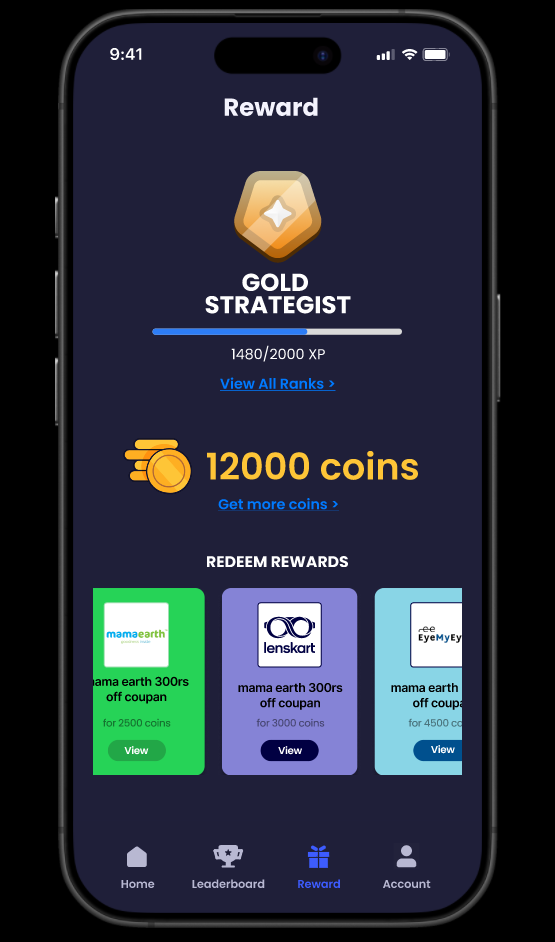 9:41
Reward
GOLD
STRATEGIST
1480/2000 XP
View All Ranks >
12000 coins
Get more coins >
REDEEM REWARDS
mamaearth
mama earth 300rs
off coupan
for 2500 coins
View
lenskart
mama earth 300rs
off coupan
for 3000 coins
View
EyeMyEy
mama earth
off coupa
for 4500 co
View
Home
Leaderboard
Reward
Account